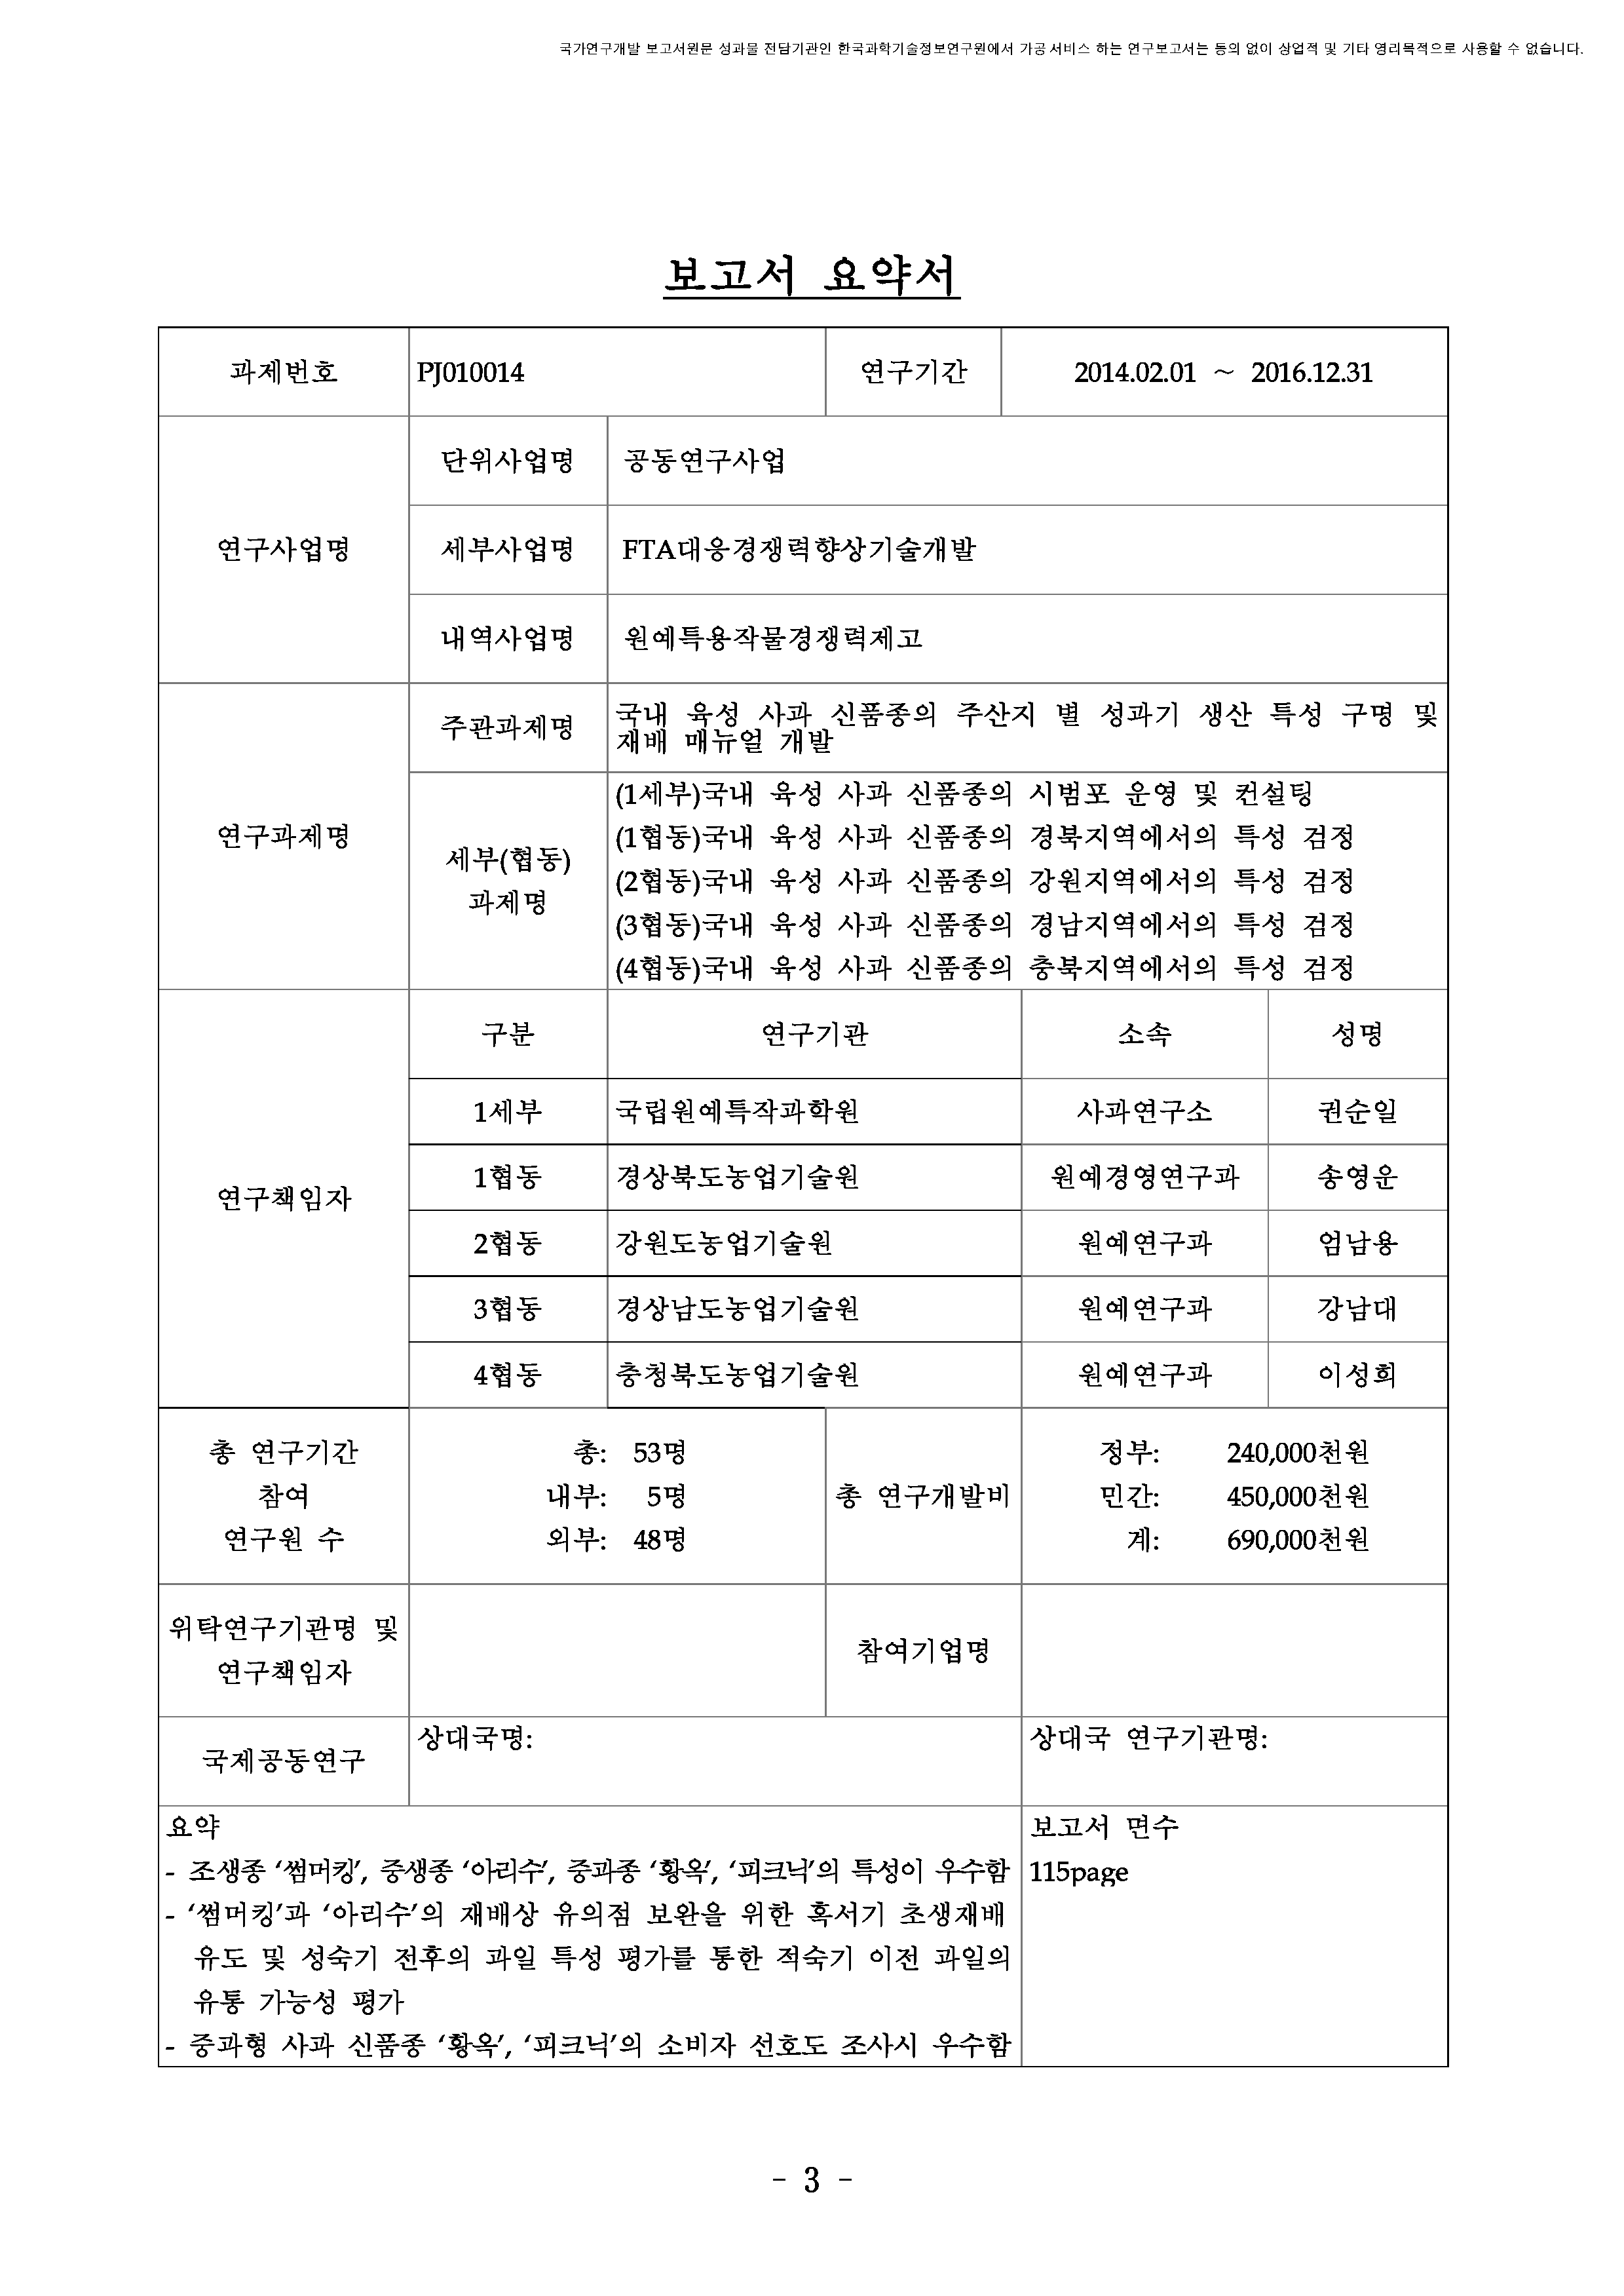 국가연구개발 보고서원문 성과물 전담기관인 한국과학기술정보연구원에서 가공·서비스 하는 연구보고서는 동의 없이 상업적 및 기타 영리목적으로 사용할 수 없습니다.
보고서 요약서
과제번호 PJ010014 연구기간 2014.02.01 ~ 2016.12.31
연구사업명
단위사업명 공동연구사업
세부사업명 FTA대응경쟁력향상기술개발
내역사업명 원예특용작물경쟁력제고
연구과제명
주관과제명
국내 육성 사과 신품종의 주산지 별 성과기 생산 특성 구명 및
재배 매뉴얼 개발
세부(협동)
과제명
(1세부)국내 육성 사과 신품종의 시범포 운영 및 컨설팅
(1협동)국내 육성 사과 신품종의 경북지역에서의 특성 검정
(2협동)국내 육성 사과 신품종의 강원지역에서의 특성 검정
(3협동)국내 육성 사과 신품종의 경남지역에서의 특성 검정
(4협동)국내 육성 사과 신품종의 충북지역에서의 특성 검정
연구책임자
구분 연구기관 소속 성명
1세부 국립원예특작과학원 사과연구소 권순일
1협동 경상북도농업기술원 원예경영연구과 송영운
2협동 강원도농업기술원 원예연구과 엄남용
3협동 경상남도농업기술원 원예연구과 강남대
4협동 충청북도농업기술원 원예연구과 이성희
총 연구기간
참여
연구원 수
총: 53명
내부: 5명
외부: 48명
총 연구개발비
정부: 240,000천원
민간: 450,000천원
계: 690,000천원
위탁연구기관명 및
연구책임자
참여기업명
국제공동연구
상대국명:
상대국 연구기관명:
요약
- 조생종 ‘썸머킹’, 중생종 ‘아리수’, 중과종 ‘황옥’, ‘피크닉’의 특성이 우수함
- ‘썸머킹’과 ‘아리수’의 재배상 유의점 보완을 위한 혹서기 초생재배
유도 및 성숙기 전후의 과일 특성 평가를 통한 적숙기 이전 과일의
유통 가능성 평가
- 중과형 사과 신품종 ‘황옥’, ‘피크닉’의 소비자 선호도 조사시 우수함
보고서 면수
115page
- 3 -